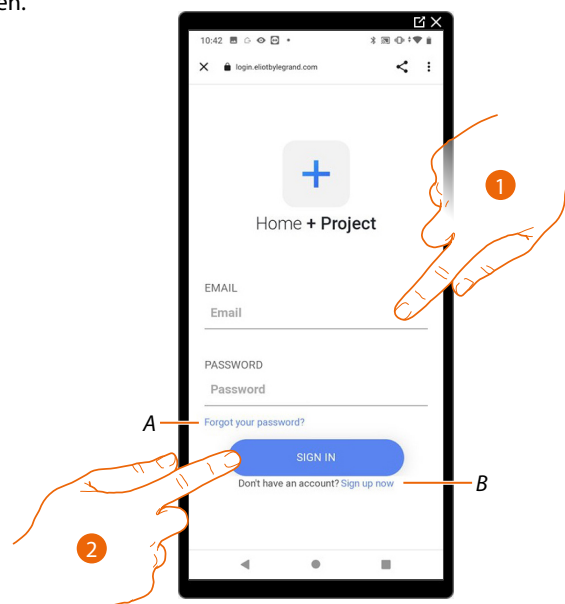 en.
10:42
login.eliotbylegrand.com
Home + Project
1
EMAIL
Email
PASSWORD
Password
A
Forgot your password?
SIGN IN
Don't have an account? Sign up now
B
2